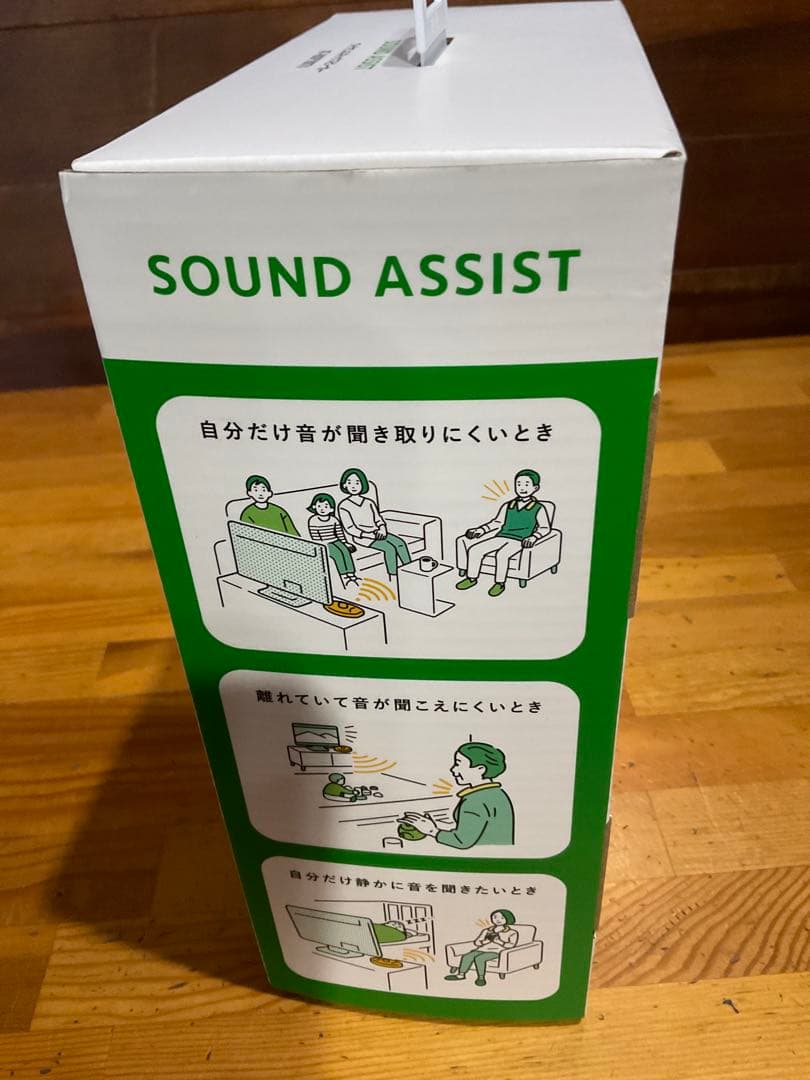 SOUND ASSIST
自分だけ音が聞き取りにくいとき
離れていて音が聞こえにくいとき
自分だけ静かに音を聞きたいとき
zzz